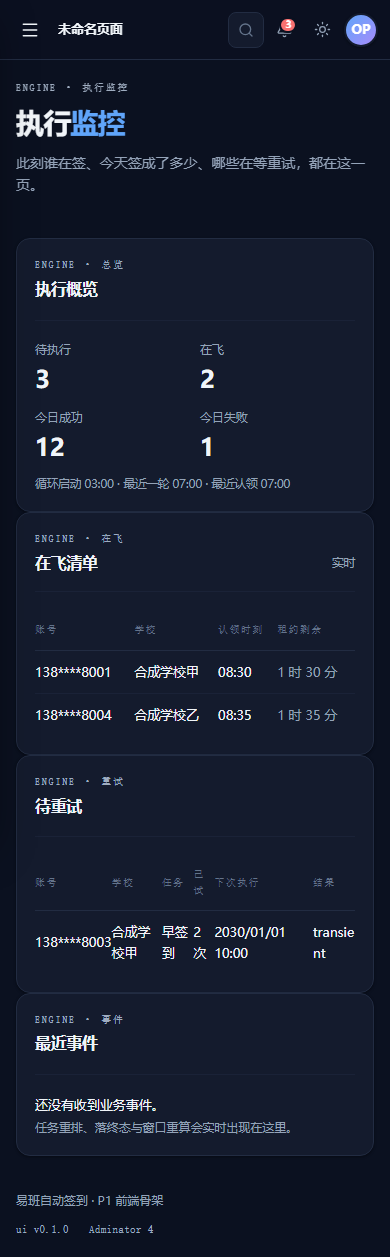 未命名页面
3
OP
ENGINE • 执行监控
执行监控
此刻谁在签、今天签成了多少、哪些在等重试，都在这一
页。
ENGINE • 总览
执行概览
待执行 在飞
3 2
今日成功 今日失败
12 1
循环启动 03:00 · 最近一轮 07:00 · 最近认领 07:00
ENGINE • 在飞
在飞清单 实时
账号 学校 认领时刻 租约剩余
138****8001 合成学校甲 08:30 1 时 30 分
138****8004 合成学校乙 08:35 1 时 35 分
ENGINE • 重试
待重试
账号 学校 任务 已试 下次执行 结果
138****8003 合成学校甲 早签到 2次 2030/01/01 10:00 transient
ENGINE • 事件
最近事件
还没有收到业务事件。
任务重排、落终态与窗口重算会实时出现在这里。
易班自动签到 · P1 前端骨架
ui v0.1.0 Adminator 4